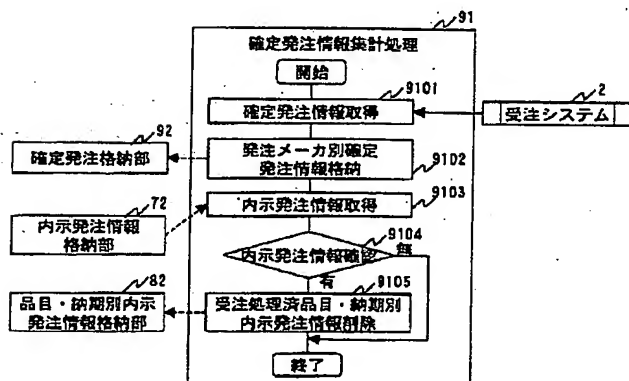 91
確定発注情報集計処理
開始
9101
確定発注情報取得
2
受注システム
92
確定発注格納部
発注メーカ別確定
発注情報格納
9102
内示発注情報取得
9103
72
内示発注情報
格納部
9104
内示発注情報確認
無
有
82
品目・納期別内示
発注情報格納部
9105
受注処理済品目・納期別
内示発注情報削除
終了